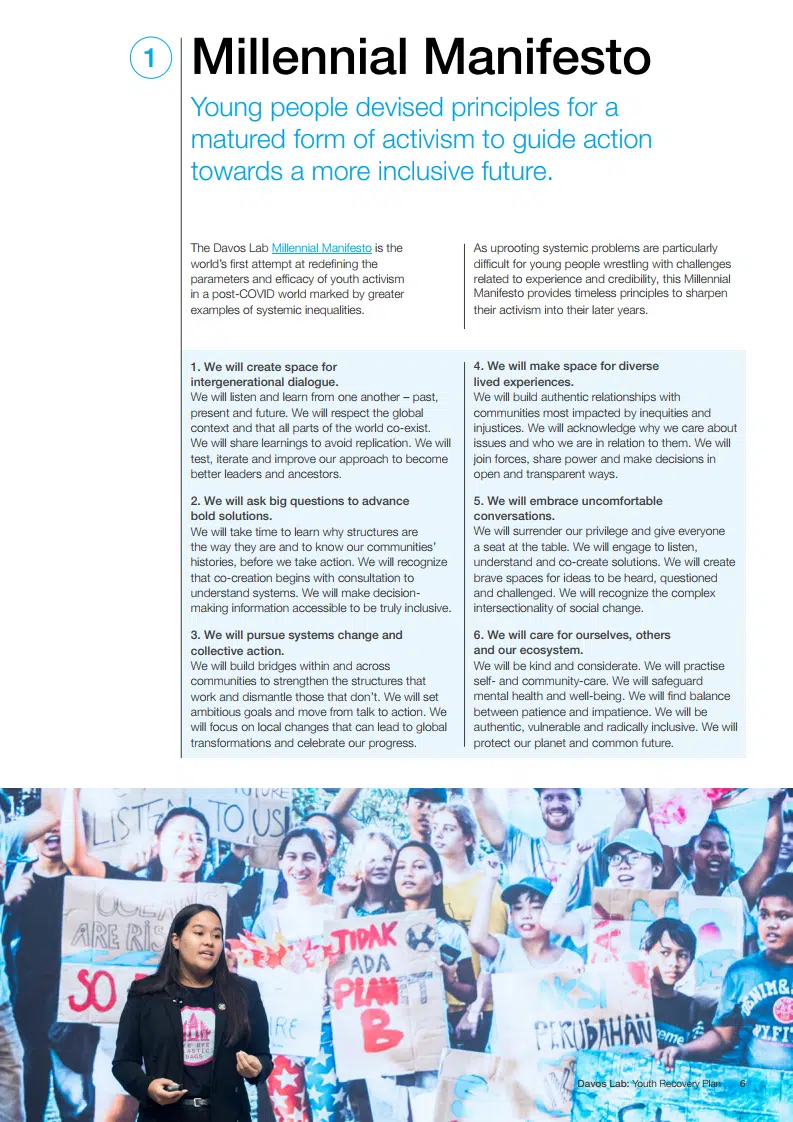 1
Millennial Manifesto
Young people devised principles for a
matured form of activism to guide action
towards a more inclusive future.
The Davos Lab Millennial Manifesto is the
world's first attempt at redefining the
parameters and efficacy of youth activism
in a post-COVID world marked by greater
examples of systemic inequalities.
As uprooting systemic problems are particularly
difficult for young people wrestling with challenges
related to experience and credibility, this Millennial
Manifesto provides timeless principles to sharpen
their activism into their later years.
1. We will create space for
intergenerational dialogue.
We will listen and learn from one another – past,
present and future. We will respect the global
context and that all parts of the world co-exist.
We will share learnings to avoid replication. We will
test, iterate and improve our approach to become
better leaders and ancestors.
2. We will ask big questions to advance
bold solutions.
We will take time to learn why structures are
the way they are and to know our communities'
histories, before we take action. We will recognize
that co-creation begins with consultation to
understand systems. We will make decision-
making information accessible to be truly inclusive.
3. We will pursue systems change and
collective action.
We will build bridges within and across
communities to strengthen the structures that
work and dismantle those that don't. We will set
ambitious goals and move from talk to action. We
will focus on local changes that can lead to global
transformations and celebrate our progress.
4. We will make space for diverse
lived experiences.
We will build authentic relationships with
communities most impacted by inequities and
injustices. We will acknowledge why we care about
issues and who we are in relation to them. We will
join forces, share power and make decisions in
open and transparent ways.
5. We will embrace uncomfortable
conversations.
We will surrender our privilege and give everyone
a seat at the table. We will engage to listen,
understand and co-create solutions. We will create
brave spaces for ideas to be heard, questioned
and challenged. We will recognize the complex
intersectionality of social change.
6. We will care for ourselves, others
and our ecosystem.
We will be kind and considerate. We will practise
self- and community-care. We will safeguard
mental health and well-being. We will find balance
between patience and impatience. We will be
authentic, vulnerable and radically inclusive. We will
protect our planet and common future.
FUTURE
LISTEN TO US!
OCEANS
ARE RIS
SO
TIDAK
ADA
PLAN
B
AKSI
PERUBAHAN
BYE BYE
PLASTIC
BAGS
Davos Lab: Youth Recovery Plan
6